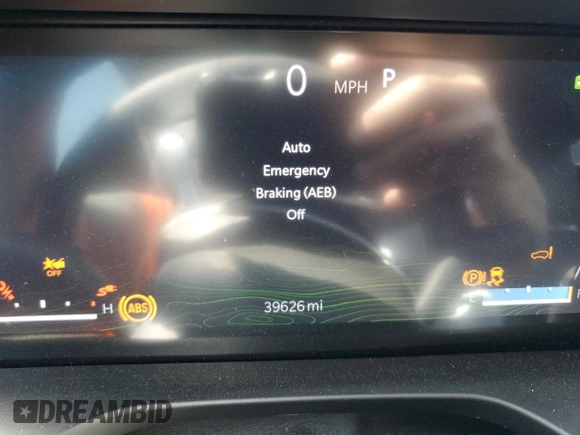 0 MPH P
Auto
Emergency
Braking (AEB)
Off
OFF
(P)!
H ABS
39626 mi
DREAMBID